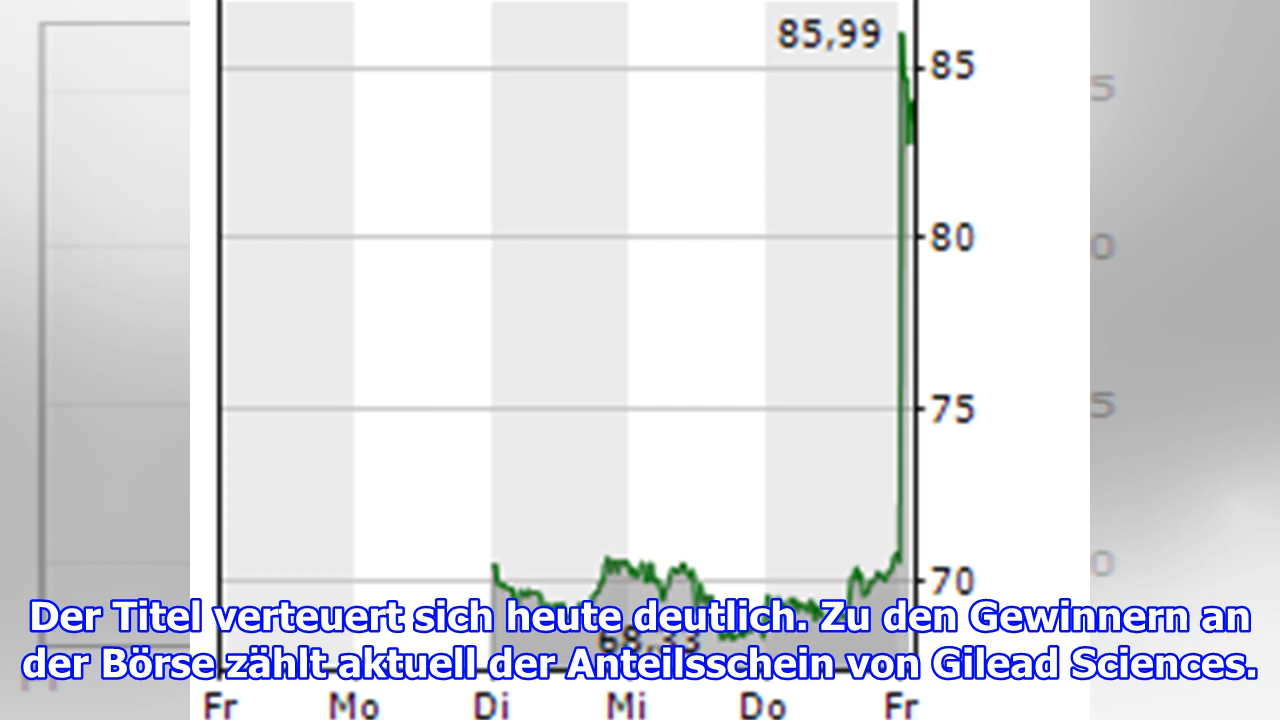 85,99
85
80
75
70
68,33
Der Titel verteuert sich heute deutlich. Zu den Gewinnern an
der Börse zählt aktuell der Anteilsschein von Gilead Sciences.
Fr Mo Di Mi Do Fr